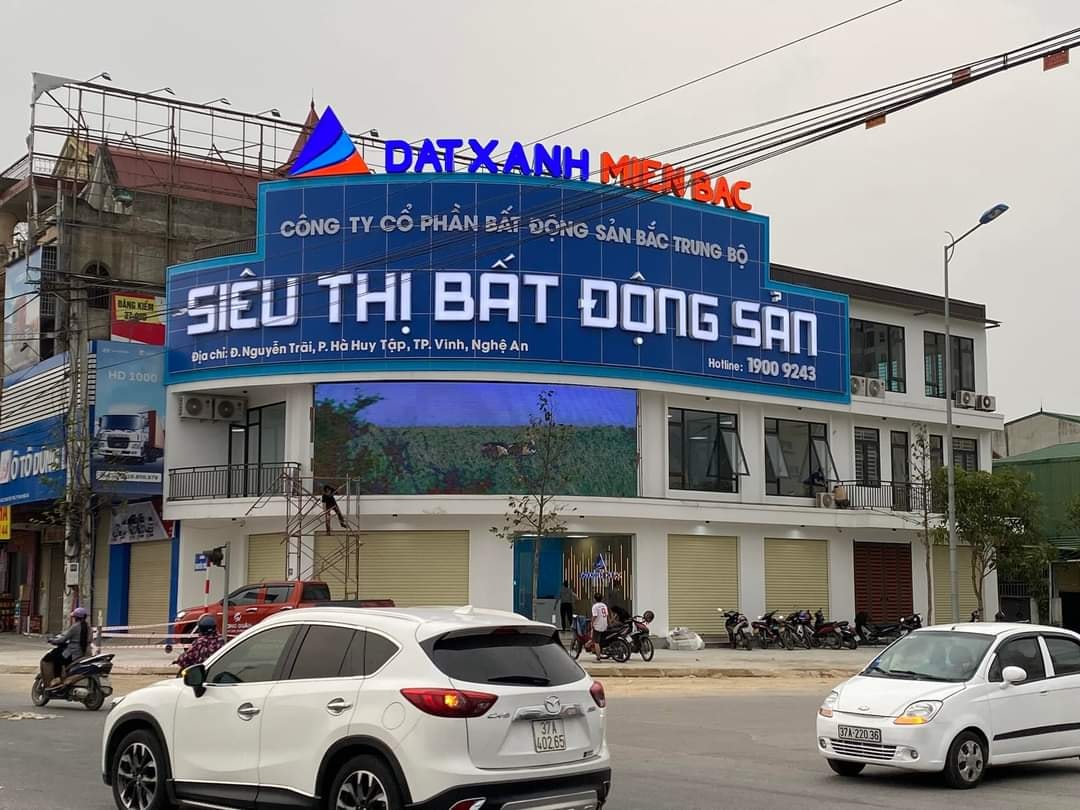 DATXANH MIEN BAC
CÔNG TY CỔ PHẦN BẤT ĐỘNG SẢN BẮC TRUNG BỘ
SIÊU THỊ BẤT ĐỘNG SẢN
Địa chỉ: Đ. Nguyễn Trãi, P. Hà Huy Tập, TP. Vinh, Nghệ An
Hotline: 1900 9243
ĐĂNG KIỂM
HD 1000
Ô TÔ DŨNG
37A
402.65
37A-220.36